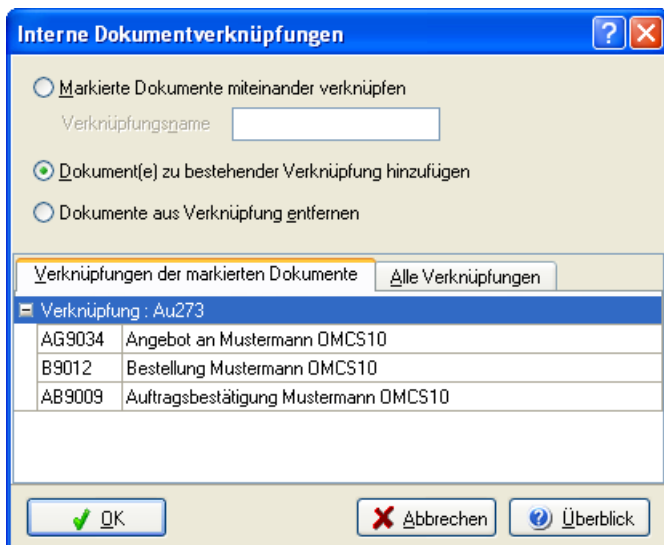 Interne Dokumentverknüpfungen
Markierte Dokumente miteinander verknüpfen
Verknüpfungsname
Dokument(e) zu bestehender Verknüpfung hinzufügen
Dokumente aus Verknüpfung entfernen
Verknüpfungen der markierten Dokumente Alle Verknüpfungen
Verknüpfung : Au273
AG9034 Angebot an Mustermann OMCS10
B9012 Bestellung Mustermann OMCS10
AB9009 Auftragsbestätigung Mustermann OMCS10
OK Abbrechen Überblick